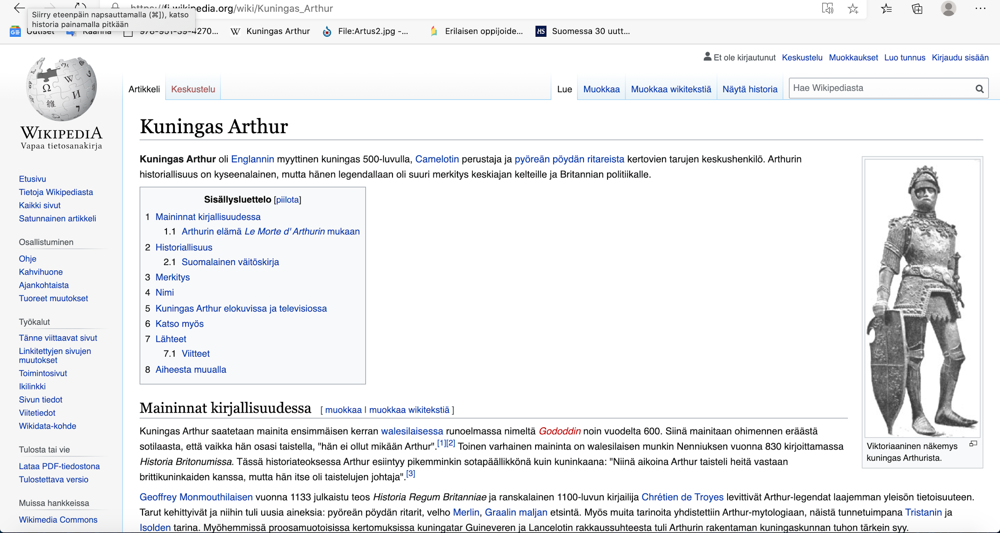 https://fi.wikipedia.org/wiki/Kuningas_Arthur
Siirry eteenpäin napsauttamalla (⌘]), katso
historia painamalla pitkään
Uutiset
Käännä
978-951-39-4270...
Kuningas Arthur
File:Artus2.jpg -...
Erilaisen oppijoide...
HS
Suomessa 30 uutt...
Et ole kirjautunut Keskustelu Muokkaukset Luo tunnus Kirjaudu sisään
Artikkeli Keskustelu
Lue Muokkaa Muokkaa wikitekstiä Näytä historia
Hae Wikipediasta
WIKIPEDIA
Vapaa tietosanakirja
Etusivu
Tietoja Wikipediasta
Kaikki sivut
Satunnainen artikkeli
Osallistuminen
Ohje
Kahvihuone
Ajankohtaista
Tuoreet muutokset
Työkalut
Tänne viittaavat sivut
Linkitettyjen sivujen
muutokset
Toimintosivut
Ikilinkki
Sivun tiedot
Viitetiedot
Wikidata-kohde
Tulosta tai vie
Lataa PDF-tiedostona
Tulostettava versio
Muissa hankkeissa
Wikimedia Commons
Kuningas Arthur
Kuningas Arthur oli Englannin myyttinen kuningas 500-luvulla, Camelotin perustaja ja pyöreän pöydän ritareista kertovien tarujen keskushenkilö. Arthurin
historiallisuus on kyseenalainen, mutta hänen legendallaan oli suuri merkitys keskiajan kelteille ja Britannian politiikalle.
Sisällysluettelo [piilota]
1 Maininnat kirjallisuudessa
1.1 Arthurin elämä Le Morte d'Arthurin mukaan
2 Historiallisuus
2.1 Suomalainen väitöskirja
3 Merkitys
4 Nimi
5 Kuningas Arthur elokuvissa ja televisiossa
6 Katso myös
7 Lähteet
7.1 Viitteet
8 Aiheesta muualla
Viktoriaaninen näkemys
kuningas Arthurista.
Maininnat kirjallisuudessa [ muokkaa | muokkaa wikitekstiä ]
Kuningas Arthur saatetaan mainita ensimmäisen kerran walesilaisessa runoelmassa nimeltä Gododdin noin vuodelta 600. Siinä mainitaan ohimennen eräästä
sotilaasta, että vaikka hän osasi taistella, "hän ei ollut mikään Arthur".[1][2] Toinen varhainen maininta on walesilaisen munkin Nenniuksen vuonna 830 kirjoittamassa
Historia Britonumissa. Tässä historiateoksessa Arthur esiintyy pikemminkin sotapäällikkönä kuin kuninkaana: "Niinä aikoina Arthur taisteli heitä vastaan
brittikuninkaiden kanssa, mutta hän itse oli taistelujen johtaja".[3]
Geoffrey Monmouthilaisen vuonna 1133 julkaistu teos Historia Regum Britanniae ja ranskalainen 1100-luvun kirjailija Chrétien de Troyes levittivät Arthur-legendat laajemman yleisön tietoisuuteen.
Tarut kehittyivät ja niihin tuli uusia aineksia: pyöreän pöydän ritarit, velho Merlin, Graalin maljan etsintä. Myös muita tarinoita yhdistettiin Arthur-mytologiaan, näistä tunnetuimpana Tristanin ja
Isolden tarina. Myöhemmissä proosamuotoisissa kertomuksissa kuningatar Guineveren ja Lancelotin rakkaussuhteesta tuli Arthurin rakentaman kuningaskunnan tuhon tärkein syy.